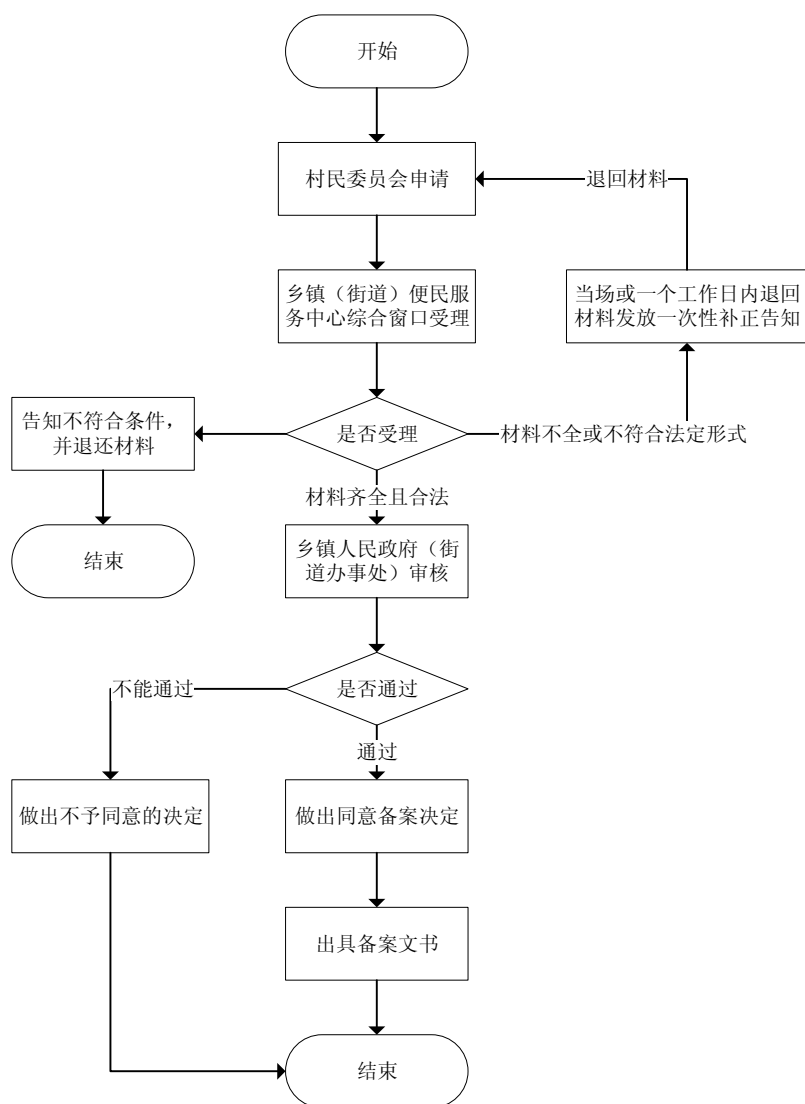 开始
村民委员会申请
退回材料
乡镇（街道）便民服
务中心综合窗口受理
当场或一个工作日内退回
材料发放一次性补正告知
告知不符合条件，
并退还材料
是否受理
材料不全或不符合法定形式
材料齐全且合法
结束
乡镇人民政府（街
道办事处）审核
不能通过
是否通过
通过
做出不予同意的决定
做出同意备案决定
出具备案文书
结束